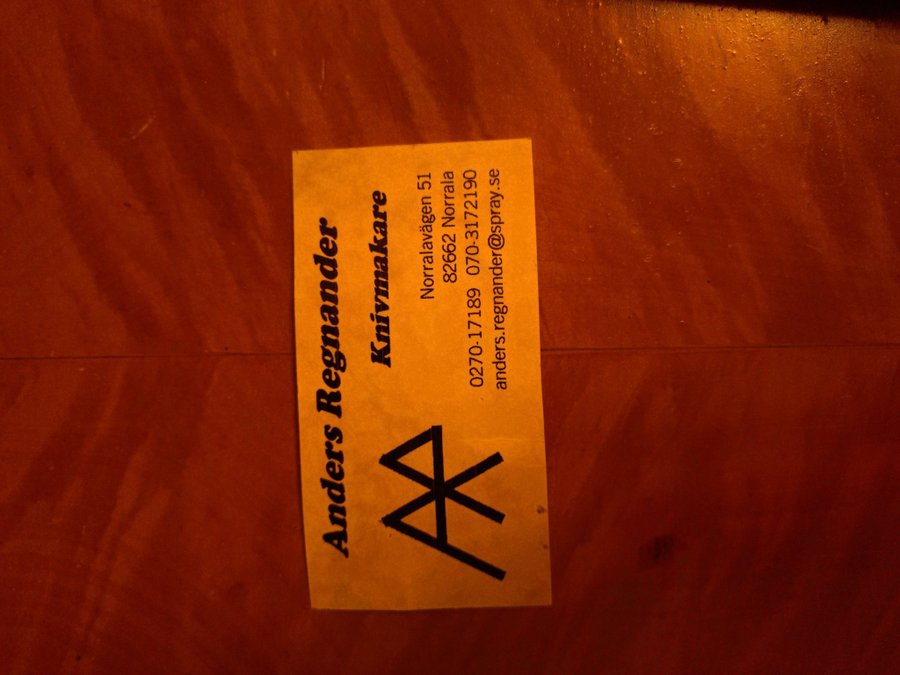 Anders Regnander
Knivmakare
Norralavägen 51
82662 Norrala
0270-17189 070-3172190
anders.regnander@spray.se